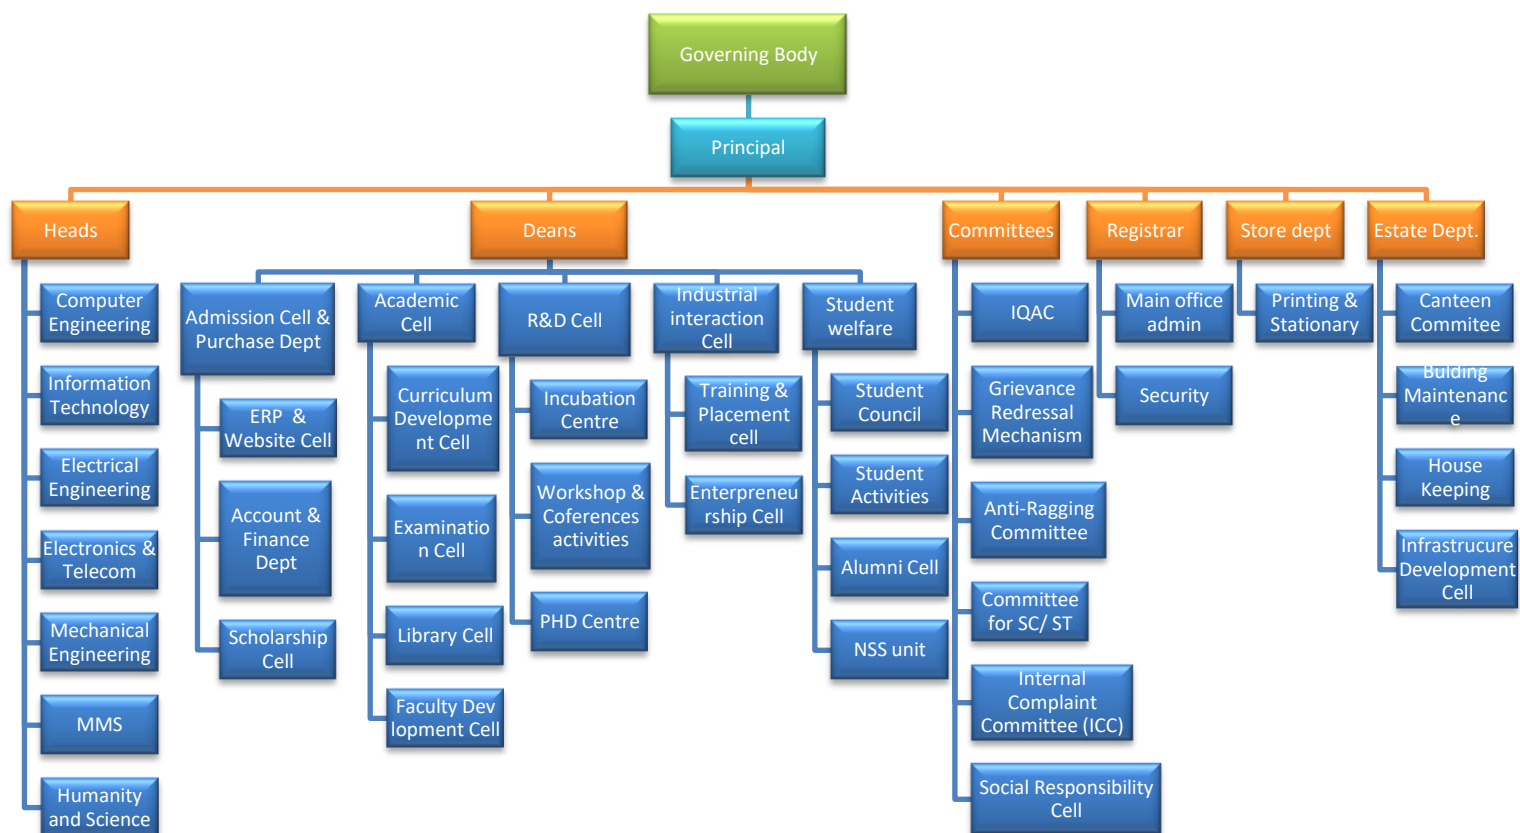 Governing Body
Principal
Heads
Deans
Committees
Registrar
Store dept
Estate Dept.
Computer
Engineering
Information
Technology
Electrical
Engineering
Electronics &
Telecom
Mechanical
Engineering
MMS
Humanity
and Science
Admission Cell &
Purchase Dept
ERP & 
Website Cell
Account &
Finance
Dept
Scholarship
Cell
Academic
Cell
Curriculum
Developme
nt Cell
Examinatio
n Cell
Library Cell
Faculty Dev
lopment Cell
R&D Cell
Incubation
Centre
Workshop &
Coferences
activities
PHD Centre
Industrial
interaction
Cell
Training &
Placement
cell
Enterpreneu
rship Cell
Student
welfare
Student
Council
Student
Activities
Alumni Cell
NSS unit
IQAC
Grievance
Redressal
Mechanism
Anti-Ragging
Committee
Committee
for SC/ ST
Internal
Complaint
Committee (ICC)
Social Responsibility
Cell
Main office
admin
Security
Printing &
Stationary
Canteen
Commitee
Bulding
Maintenanc
e
House
Keeping
Infrastrucure
Development
Cell